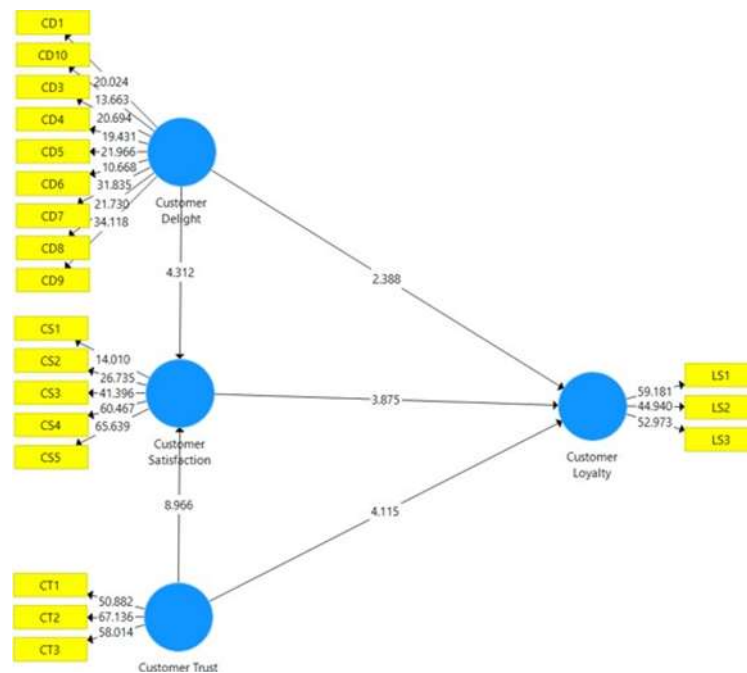 CD1
CD10
CD3
CD4
CD5
CD6
CD7
CD8
CD9
20.024
13.663
20.694
19.431
21.966
10.668
31.835
21.730
34.118
Customer
Delight
4.312
2.388
CS1
CS2
CS3
CS4
CS5
14.010
26.735
41.396
60.467
65.639
Customer
Satisfaction
3.875
59.181
44.940
52.973
LS1
LS2
LS3
Customer
Loyalty
8.966
4.115
CT1
CT2
CT3
50.882
67.136
58.014
Customer Trust